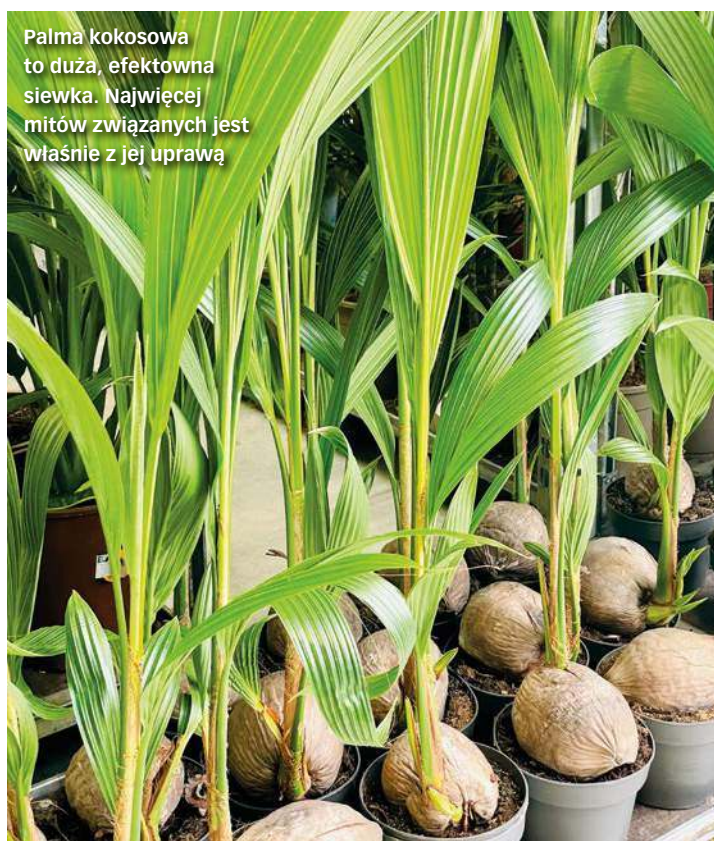 Palma kokosowa
to duża, efektowna
siewka. Najwięcej
mitów związanych jest
właśnie z jej uprawą